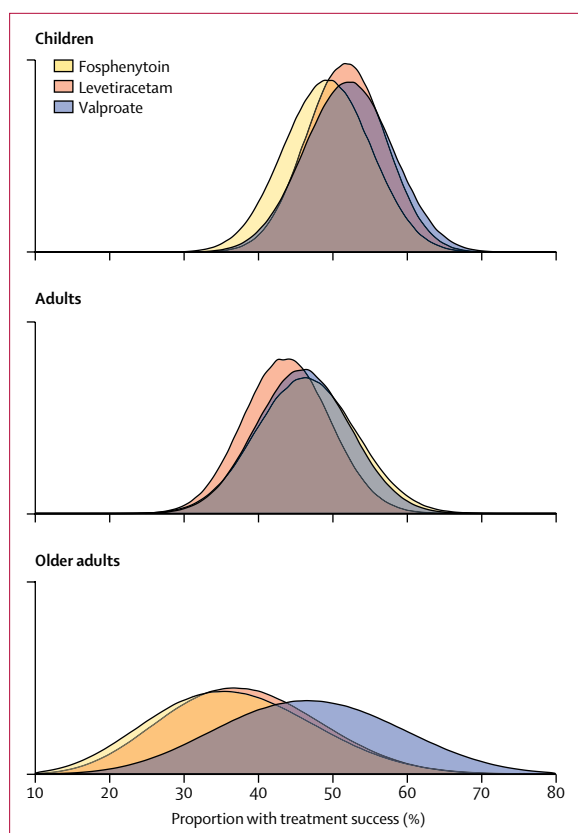 Children
Fosphenytoin
Levetiracetam
Valproate
Adults
Older adults
10 20 30 40 50 60 70 80
Proportion with treatment success (%)